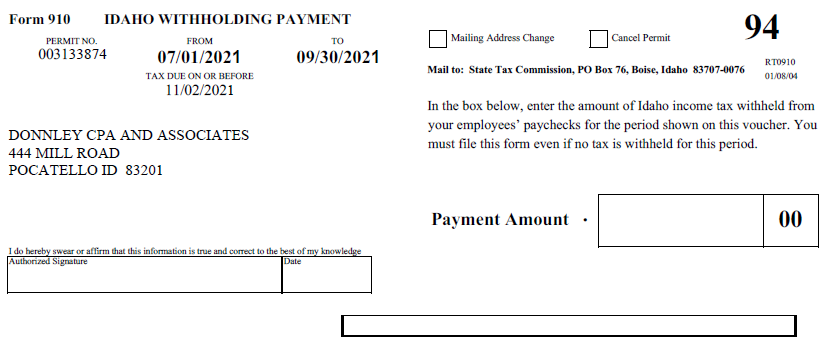 Form 910 IDAHO WITHHOLDING PAYMENT
PERMIT NO. FROM TO
003133874 07/01/2021 09/30/2021
TAX DUE ON OR BEFORE
11/02/2021
DONNLEY CPA AND ASSOCIATES
444 MILL ROAD
POCATELLO ID 83201
I do hereby swear or affirm that this information is true and correct to the best of my knowledge
Authorized Signature Date
Mailing Address Change Cancel Permit 94
Mail to: State Tax Commission, PO Box 76, Boise, Idaho 83707-0076
RT0910
01/08/04
In the box below, enter the amount of Idaho income tax withheld from
your employees' paychecks for the period shown on this voucher. You
must file this form even if no tax is withheld for this period.
Payment Amount · 00